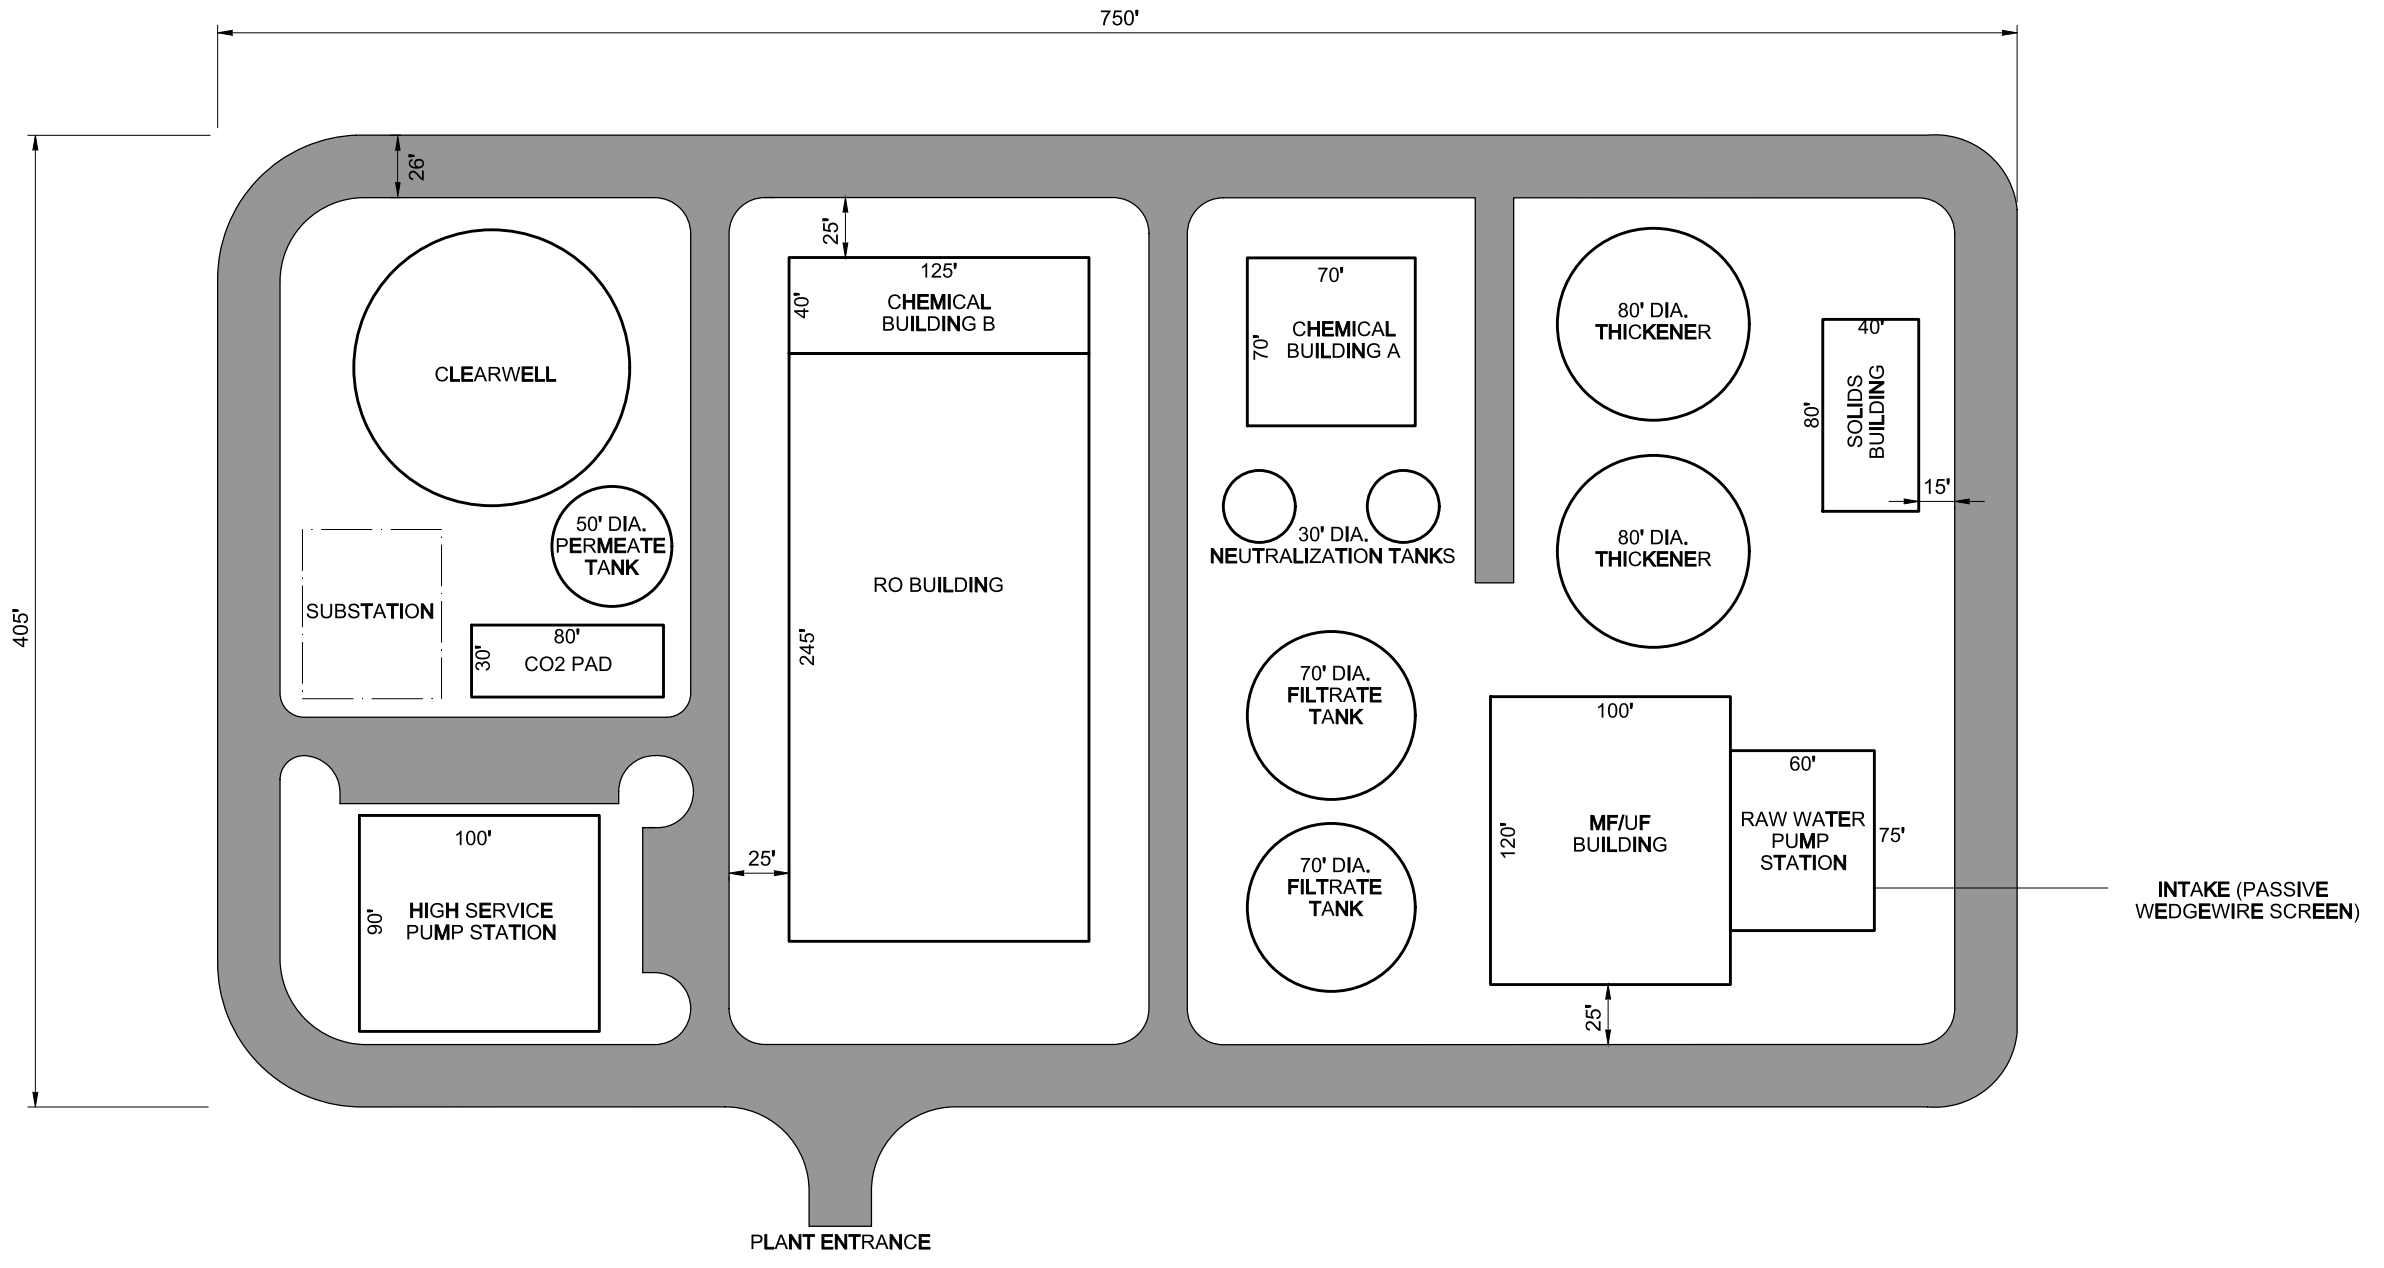 750'
405'
26'
25'
CLEARWELL
50' DIA.
PERMEATE
TANK
SUBSTATION
80'
30'
CO2 PAD
100'
90'
HIGH SERVICE
PUMP STATION
125'
40'
CHEMICAL
BUILDING B
RO BUILDING
245'
25'
70'
70'
CHEMICAL
BUILDING A
30' DIA.
NEUTRALIZATION TANKS
70' DIA.
FILTRATE
TANK
70' DIA.
FILTRATE
TANK
80' DIA.
THICKENER
80' DIA.
THICKENER
40'
80'
SOLIDS
BUILDING
15'
100'
120'
MF/UF
BUILDING
60'
RAW WATER
PUMP
STATION
75'
25'
INTAKE (PASSIVE
WEDGEWIRE SCREEN)
PLANT ENTRANCE